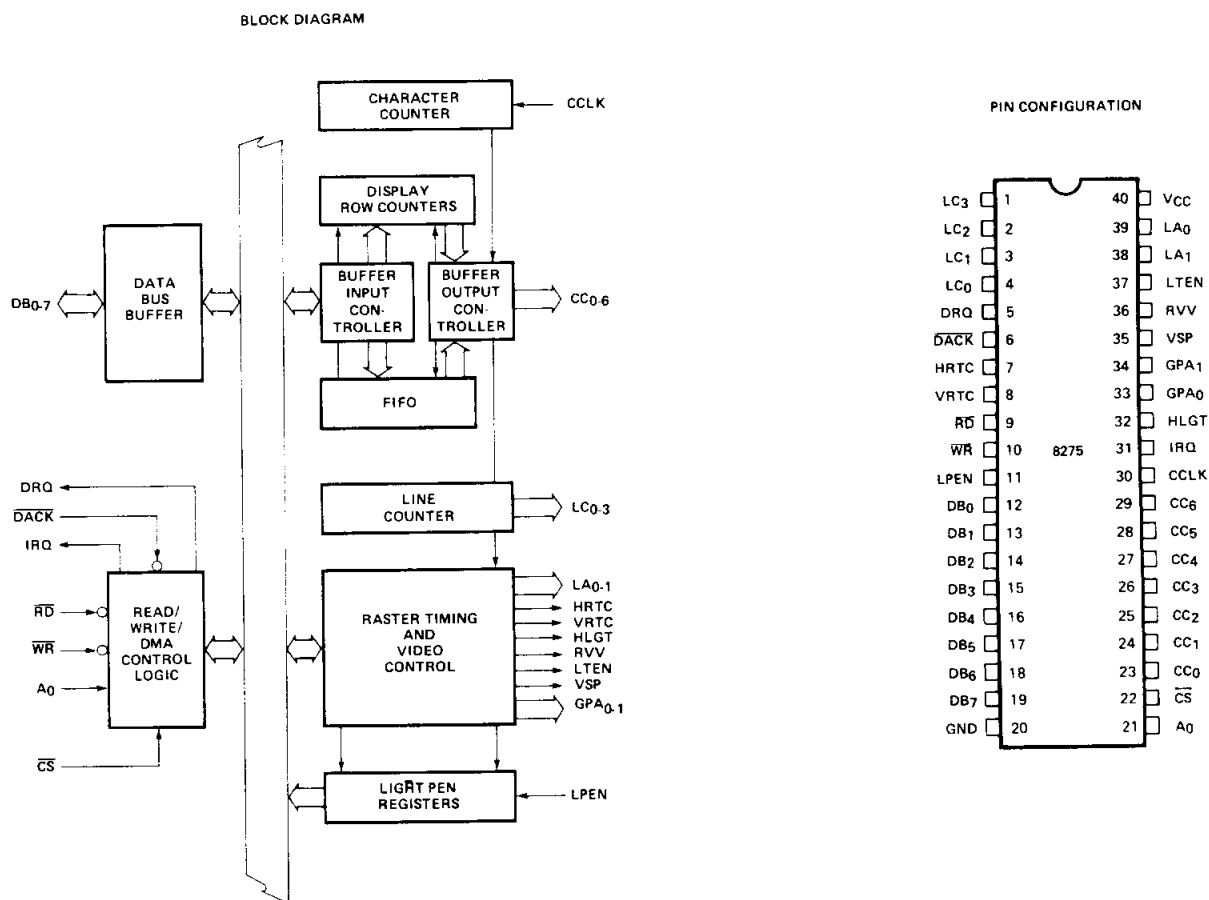 BLOCK DIAGRAM
CHARACTER
COUNTER
CCLK
DISPLAY
ROW COUNTERS
DB0-7
DATA
BUS
BUFFER
BUFFER
INPUT
CON-
TROLLER
BUFFER
OUTPUT
CON-
TROLLER
CC0-6
FIFO
DRQ
DACK
IRQ
LINE
COUNTER
LC0-3
RD
WR
A0
CS
READ/
WRITE/
DMA
CONTROL
LOGIC
RASTER TIMING
AND
VIDEO
CONTROL
LA0-1
HRTC
VRTC
HLGT
RVV
LTEN
VSP
GPA0-1
LIGHT PEN
REGISTERS
LPEN
PIN CONFIGURATION
LC3 1 40 VCC
LC2 2 39 LA0
LC1 3 38 LA1
LC0 4 37 LTEN
DRQ 5 36 RVV
DACK 6 35 VSP
HRTC 7 34 GPA1
VRTC 8 33 GPA0
RD 9 32 HLGT
WR 10 8275 31 IRQ
LPEN 11 30 CCLK
DB0 12 29 CC6
DB1 13 28 CC5
DB2 14 27 CC4
DB3 15 26 CC3
DB4 16 25 CC2
DB5 17 24 CC1
DB6 18 23 CC0
DB7 19 22 CS
GND 20 21 A0